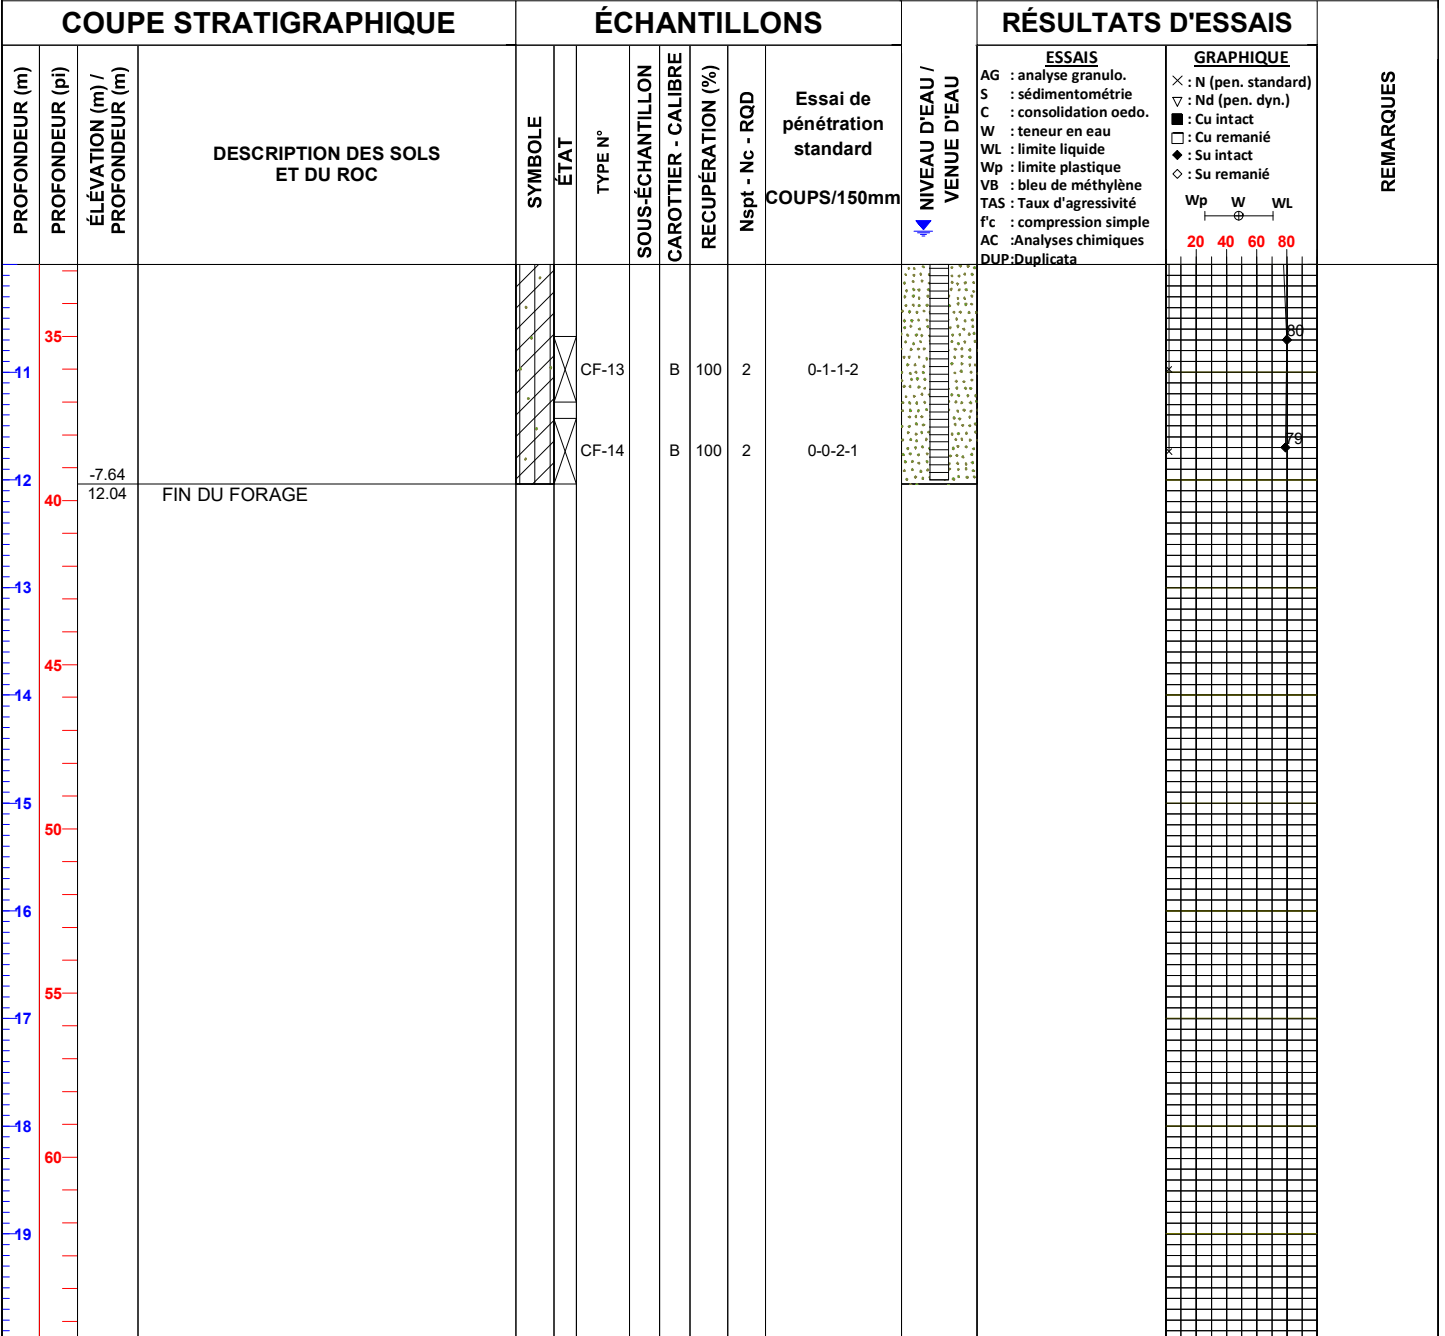 COUPE STRATIGRAPHIQUE
ÉCHANTILLONS
RÉSULTATS D'ESSAIS
PROFONDEUR (m)
PROFONDEUR (pi)
ÉLÉVATION (m) /
PROFONDEUR (m)
DESCRIPTION DES SOLS
ET DU ROC
SYMBOLE
ÉTAT
TYPE N°
SOUS-ÉCHANTILLON
CAROTTIER - CALIBRE
RECUPÉRATION (%)
Nspt - Nc - RQD
Essai de
pénétration
standard
COUPS/150mm
NIVEAU D'EAU /
VENUE D'EAU
ESSAIS
AG : analyse granulo.
S : sédimentométrie
C : consolidation oedo.
W : teneur en eau
WL : limite liquide
Wp : limite plastique
VB : bleu de méthylène
TAS : Taux d'agressivité
f'c : compression simple
AC :Analyses chimiques
DUP:Duplicata
GRAPHIQUE
× : N (pen. standard)
▽ : Nd (pen. dyn.)
■ : Cu intact
□ : Cu remanié
◆ : Su intact
◇ : Su remanié
Wp W WL
20 40 60 80
REMARQUES
35
80
11 CF-13 B 100 2 0-1-1-2
79
CF-14 B 100 2 0-0-2-1
-7.64
12
12.04 FIN DU FORAGE
40
13
45
14
15
50
16
55
17
18
60
19